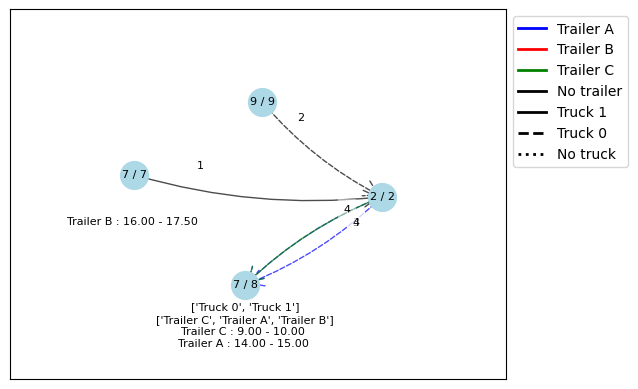 Trailer A
Trailer B
Trailer C
No trailer
Truck 1
Truck 0
No truck
9 / 9
2
1
7 / 7
2 / 2
4
4
Trailer B : 16.00 - 17.50
7 / 8
['Truck 0', 'Truck 1']
['Trailer C', 'Trailer A', 'Trailer B']
Trailer C : 9.00 - 10.00
Trailer A : 14.00 - 15.00